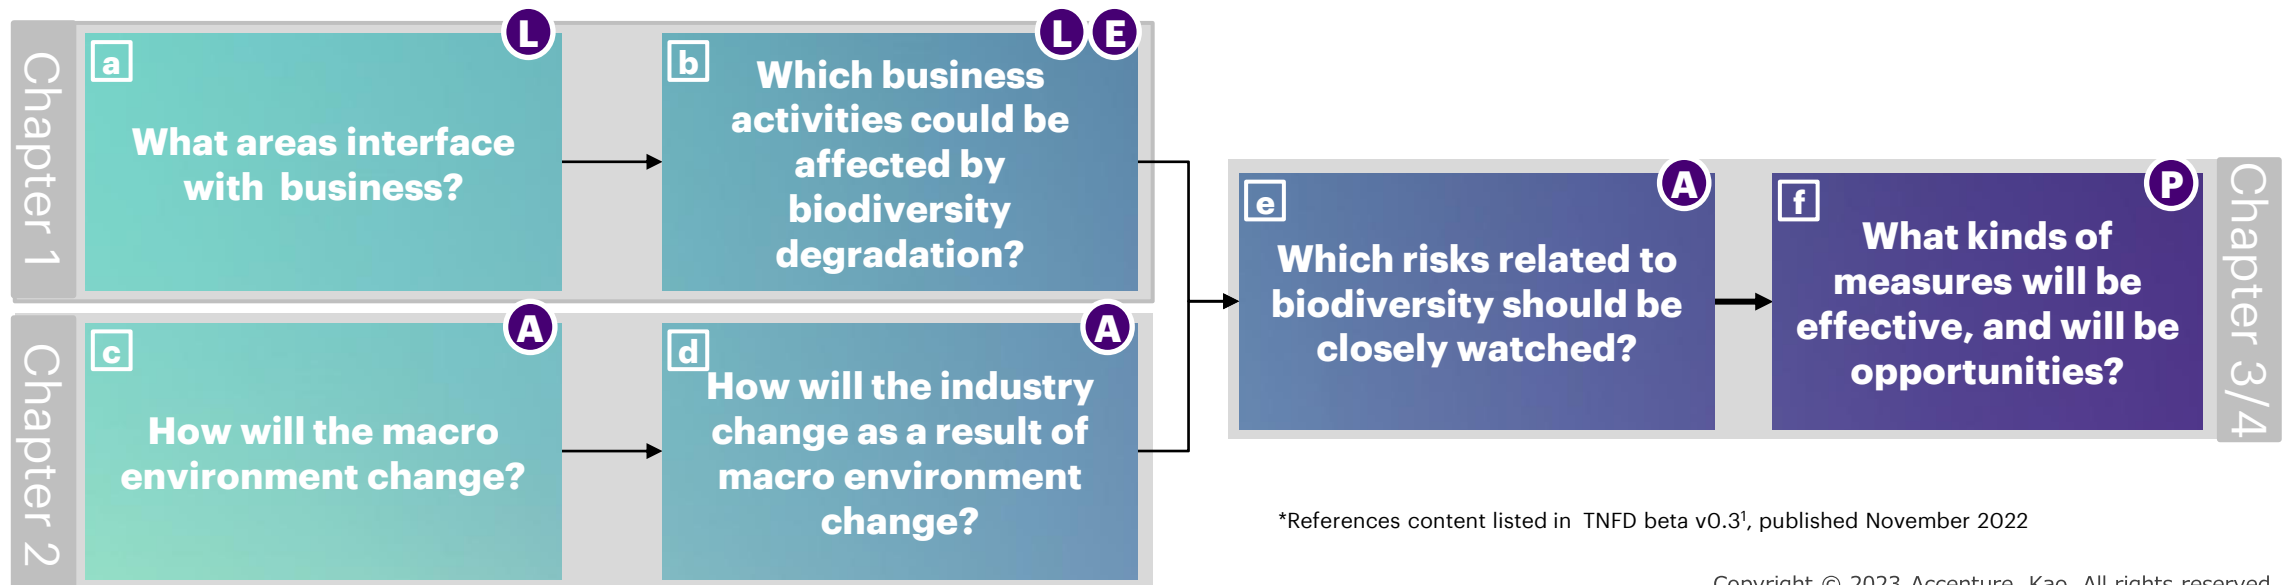 Chapter 1
a
L
What areas interface
with business?
b
L E
Which business
activities could be
affected by
biodiversity
degradation?
Chapter 2
c
A
How will the macro
environment change?
d
A
How will the industry
change as a result of
macro environment
change?
e
A
Which risks related to
biodiversity should be
closely watched?
f
P
What kinds of
measures will be
effective, and will be
opportunities?
Chapter 3/4
*References content listed in TNFD beta v0.3¹, published November 2022
Copyright © 2023 Accenture, Kao. All rights reserved